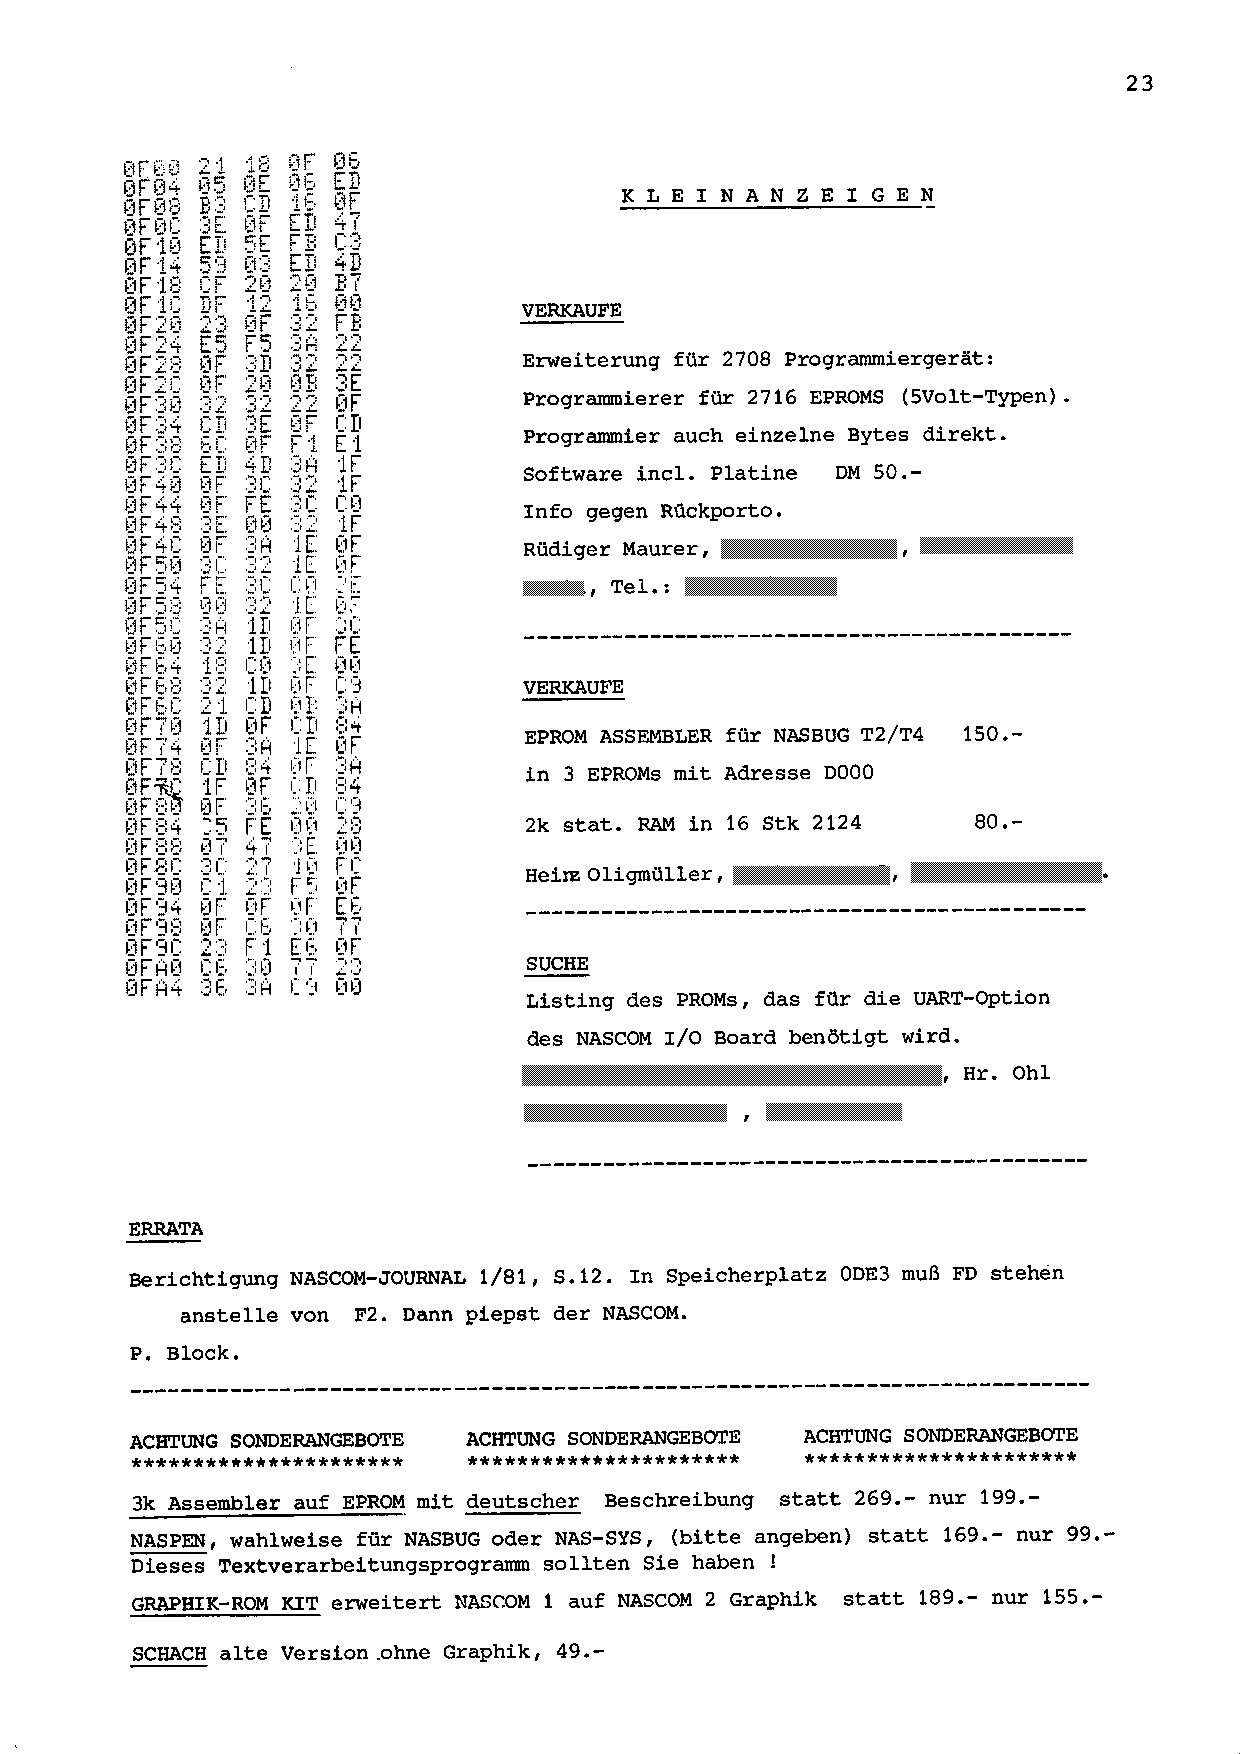 23
0F00 21 18 0F 06
0F04 05 0E 06 ED
0F08 B3 CD 16 0F
0F0C 3E 0F ED 47
0F10 ED 5E FB C3
0F14 59 03 ED 4D
0F18 CF 20 20 B7
0F1C DF 12 16 00
0F20 23 0F 32 FB
0F24 E5 F5 3A 22
0F28 0F 3D 32 22
0F2C 0F 20 0B 3E
0F30 32 32 22 0F
0F34 CD 3E 0F CD
0F38 6C 0F F1 E1
0F3C ED 4D 3A 1F
0F40 0F 3C 32 1F
0F44 0F FE 3C C0
0F48 3E 00 32 1F
0F4C 0F 3A 1E 0F
0F50 3C 32 1E 0F
0F54 FE 3C C0 3E
0F58 00 32 1E 0F
0F5C 3A 1D 0F 3C
0F60 32 1D 0F FE
0F64 18 C0 3E 00
0F68 32 1D 0F C9
0F6C 21 CD 0B 3A
0F70 1D 0F CD 84
0F74 0F 3A 1E 0F
0F78 CD 84 0F 3A
0F7C 1F 0F CD 84
0F80 0F 36 20 C9
0F84 C5 FE 00 28
0F88 07 47 3E 00
0F8C 3C 27 10 FC
0F90 C1 23 F5 0F
0F94 0F 0F 0F E6
0F98 0F C6 30 77
0F9C 23 F1 E6 0F
0FA0 C6 30 77 23
0FA4 36 3A C9 00
K L E I N A N Z E I G E N
VERKAUFE
Erweiterung für 2708 Programmiergerät:
Programmierer für 2716 EPROMS (5Volt-Typen).
Programmier auch einzelne Bytes direkt.
Software incl. Platine DM 50.-
Info gegen Rückporto.
Rüdiger Maurer, ,
, Tel.:
--------------------------------------------
VERKAUFE
EPROM ASSEMBLER für NASBUG T2/T4 150.-
in 3 EPROMs mit Adresse D000
2k stat. RAM in 16 Stk 2124 80.-
Heinz Oligmüller, , .
---------------------------------------------
SUCHE
Listing des PROMs, das für die UART-Option
des NASCOM I/O Board benötigt wird.
, Hr. Ohl
,
---------------------------------------------
ERRATA
Berichtigung NASCOM-JOURNAL 1/81, S.12. In Speicherplatz ODE3 muß FD stehen
anstelle von F2. Dann piepst der NASCOM.
P. Block.
-----------------------------------------------------------------------------
ACHTUNG SONDERANGEBOTE ACHTUNG SONDERANGEBOTE ACHTUNG SONDERANGEBOTE
********************** ********************** **********************
3k Assembler auf EPROM mit deutscher Beschreibung statt 269.- nur 199.-
NASPEN, wahlweise für NASBUG oder NAS-SYS, (bitte angeben) statt 169.- nur 99.-
Dieses Textverarbeitungsprogramm sollten Sie haben !
GRAPHIK-ROM KIT erweitert NASCOM 1 auf NASCOM 2 Graphik statt 189.- nur 155.-
SCHACH alte Version ohne Graphik, 49.-